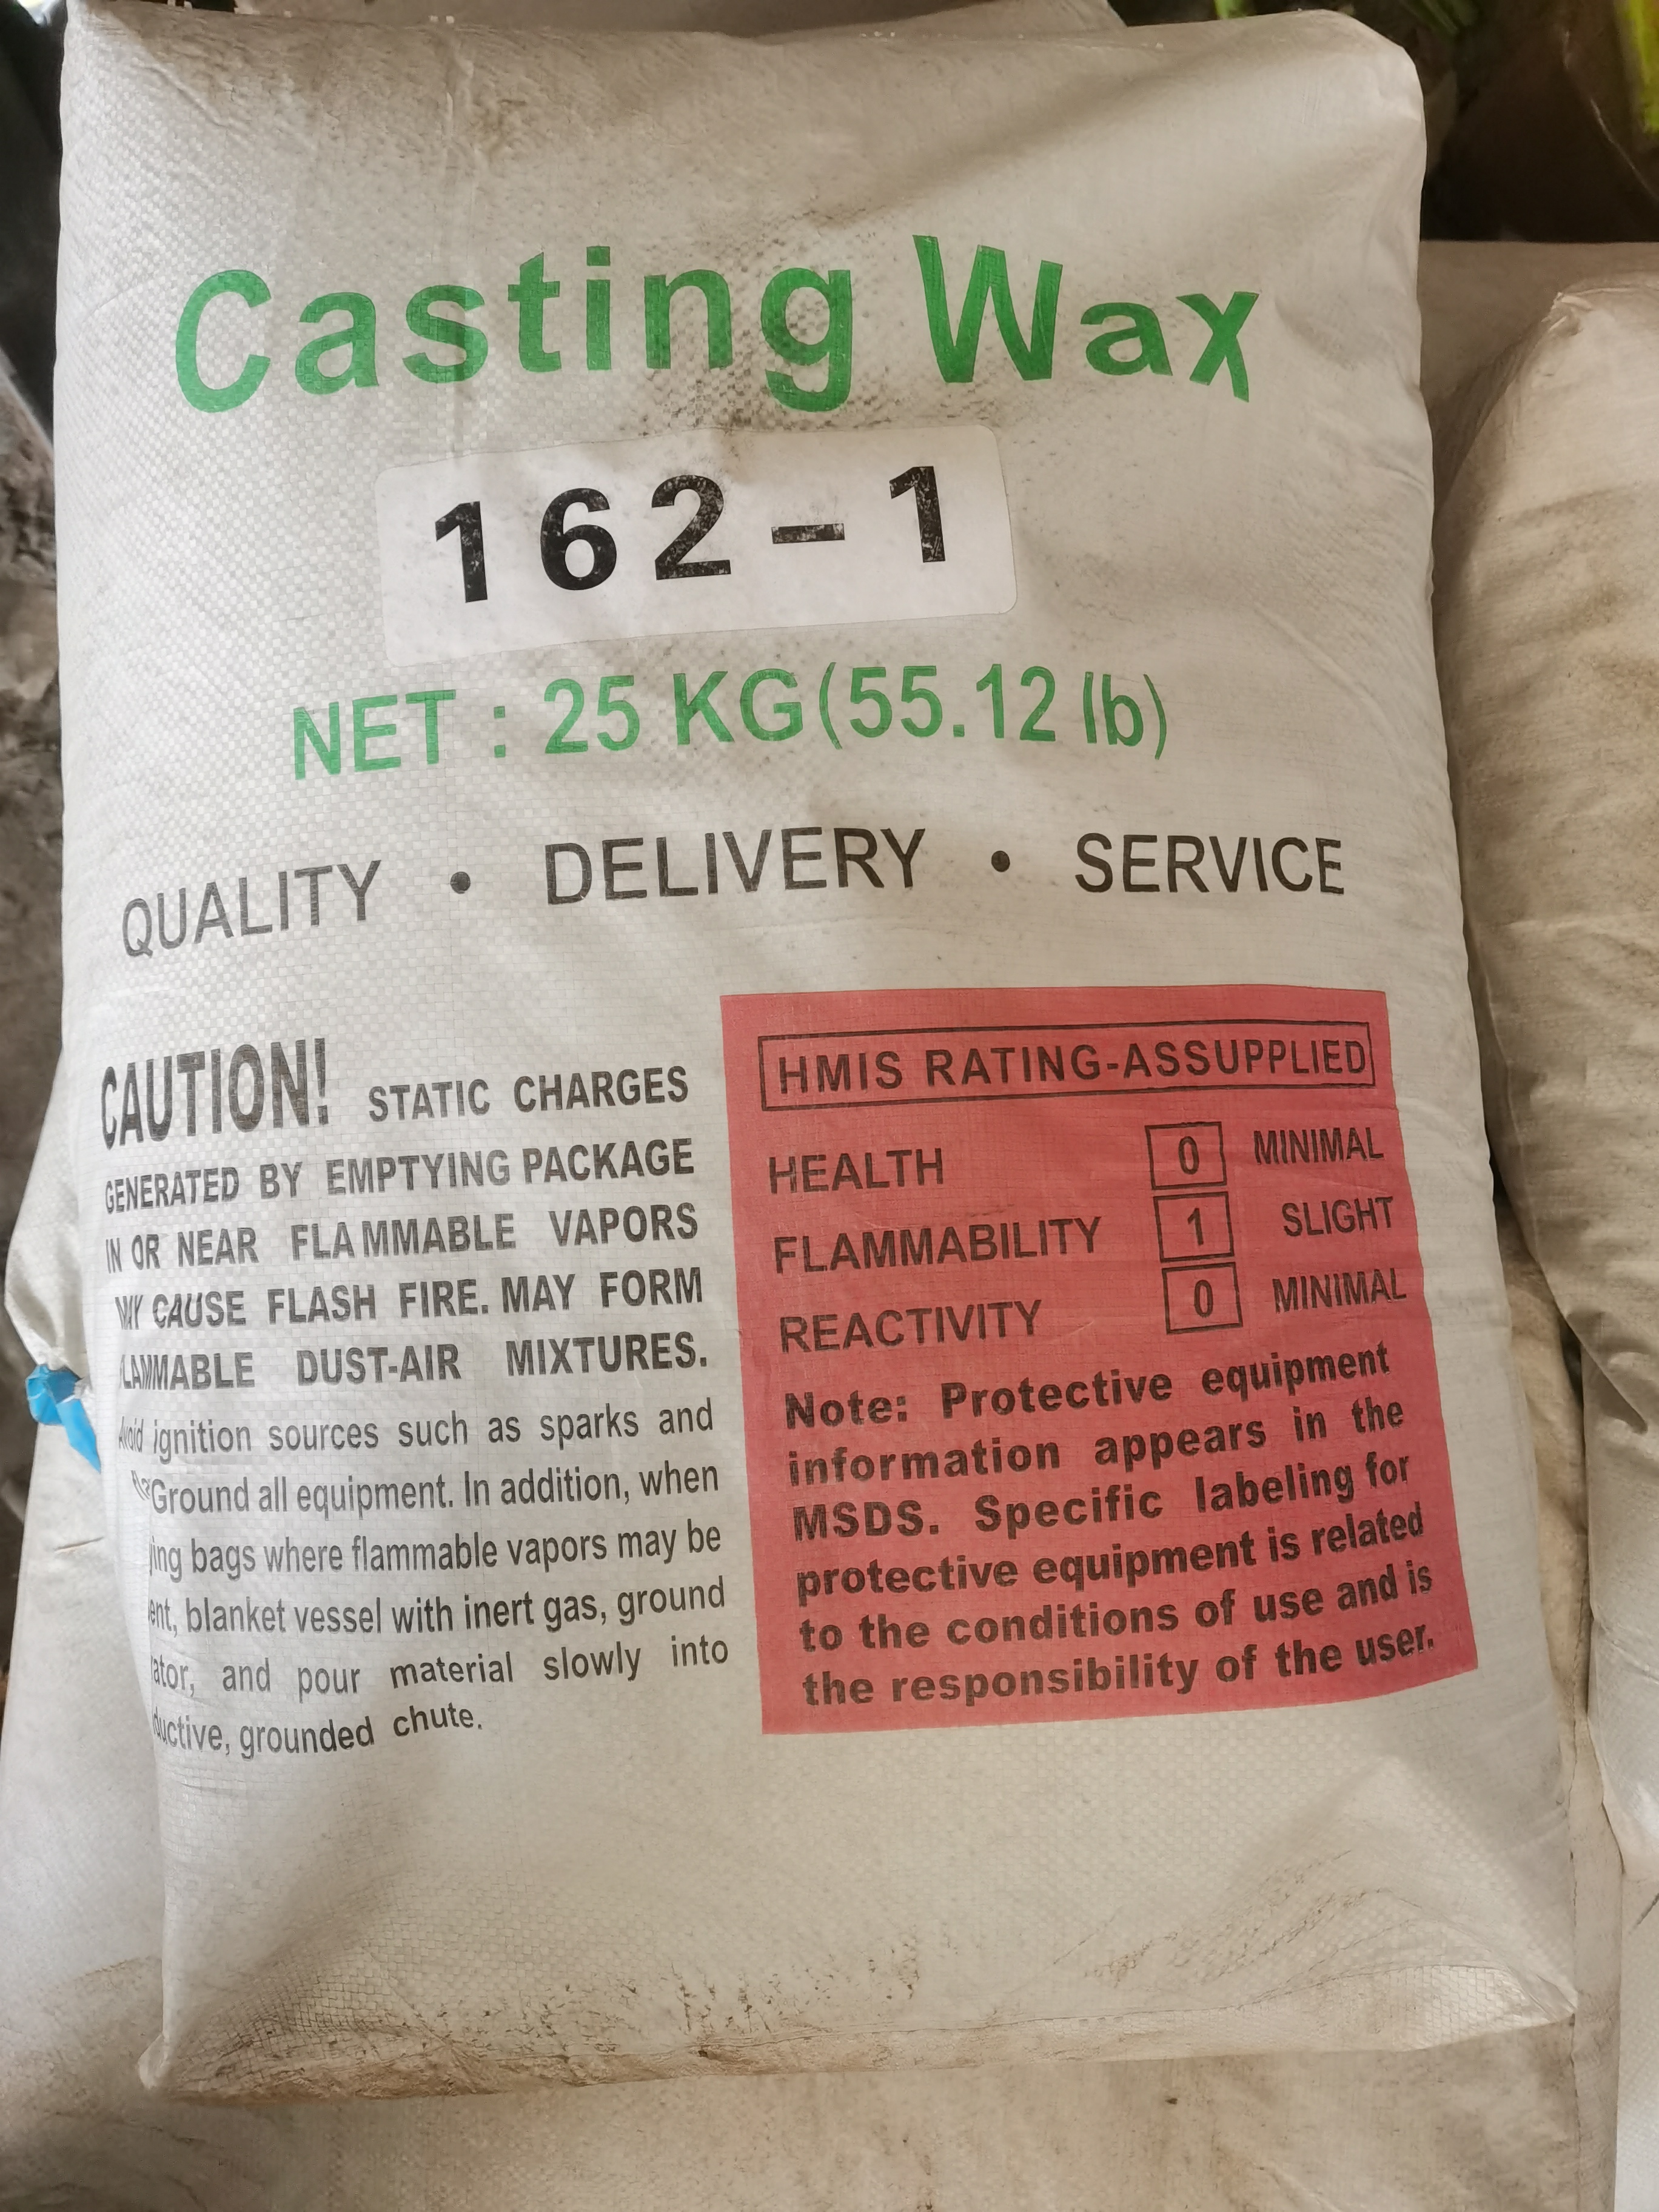 Casting Wax
162-1
NET : 25 KG(55.12 lb)
QUALITY • DELIVERY • SERVICE
CAUTION! STATIC CHARGES
GENERATED BY EMPTYING PACKAGE
IN OR NEAR FLAMMABLE VAPORS
MAY CAUSE FLASH FIRE. MAY FORM
FLAMMABLE DUST-AIR MIXTURES.
Avoid ignition sources such as sparks and
Ground all equipment. In addition, when
bags where flammable vapors may be
blanket vessel with inert gas, ground
and pour material slowly into
grounded chute.
HMIS RATING-ASSUPPLIED
HEALTH 0 MINIMAL
FLAMMABILITY 1 SLIGHT
REACTIVITY 0 MINIMAL
Note: Protective equipment
information appears in the
MSDS. Specific labeling for
protective equipment is related
to the conditions of use and is
the responsibility of the user.